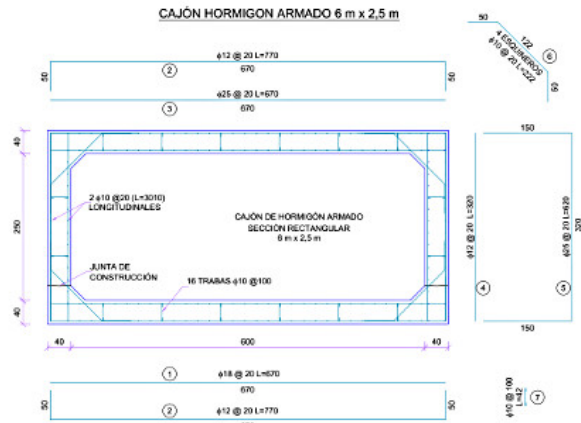 CAJÓN HORMIGON ARMADO 6 m x 2,5 m
50
122
4 ESQUINEROS
φ10 @ 20 L=222
6
50
φ12 @ 20 L=770
50
2
670
50
φ25 @ 20 L=670
3
670
40
250
40
2 φ10 @20 (L=3010)
LONGITUDINALES
CAJÓN DE HORMIGÓN ARMADO
SECCIÓN RECTANGULAR
6 m x 2,5 m
JUNTA DE
CONSTRUCCIÓN
16 TRABAS φ10 @100
40
600
40
150
φ12 @ 20 L=320
4
φ25 @ 20 L=620
5
320
150
1
φ18 @ 20 L=670
670
50
2
φ12 @ 20 L=770
50
φ10 @ 100
L=42
7